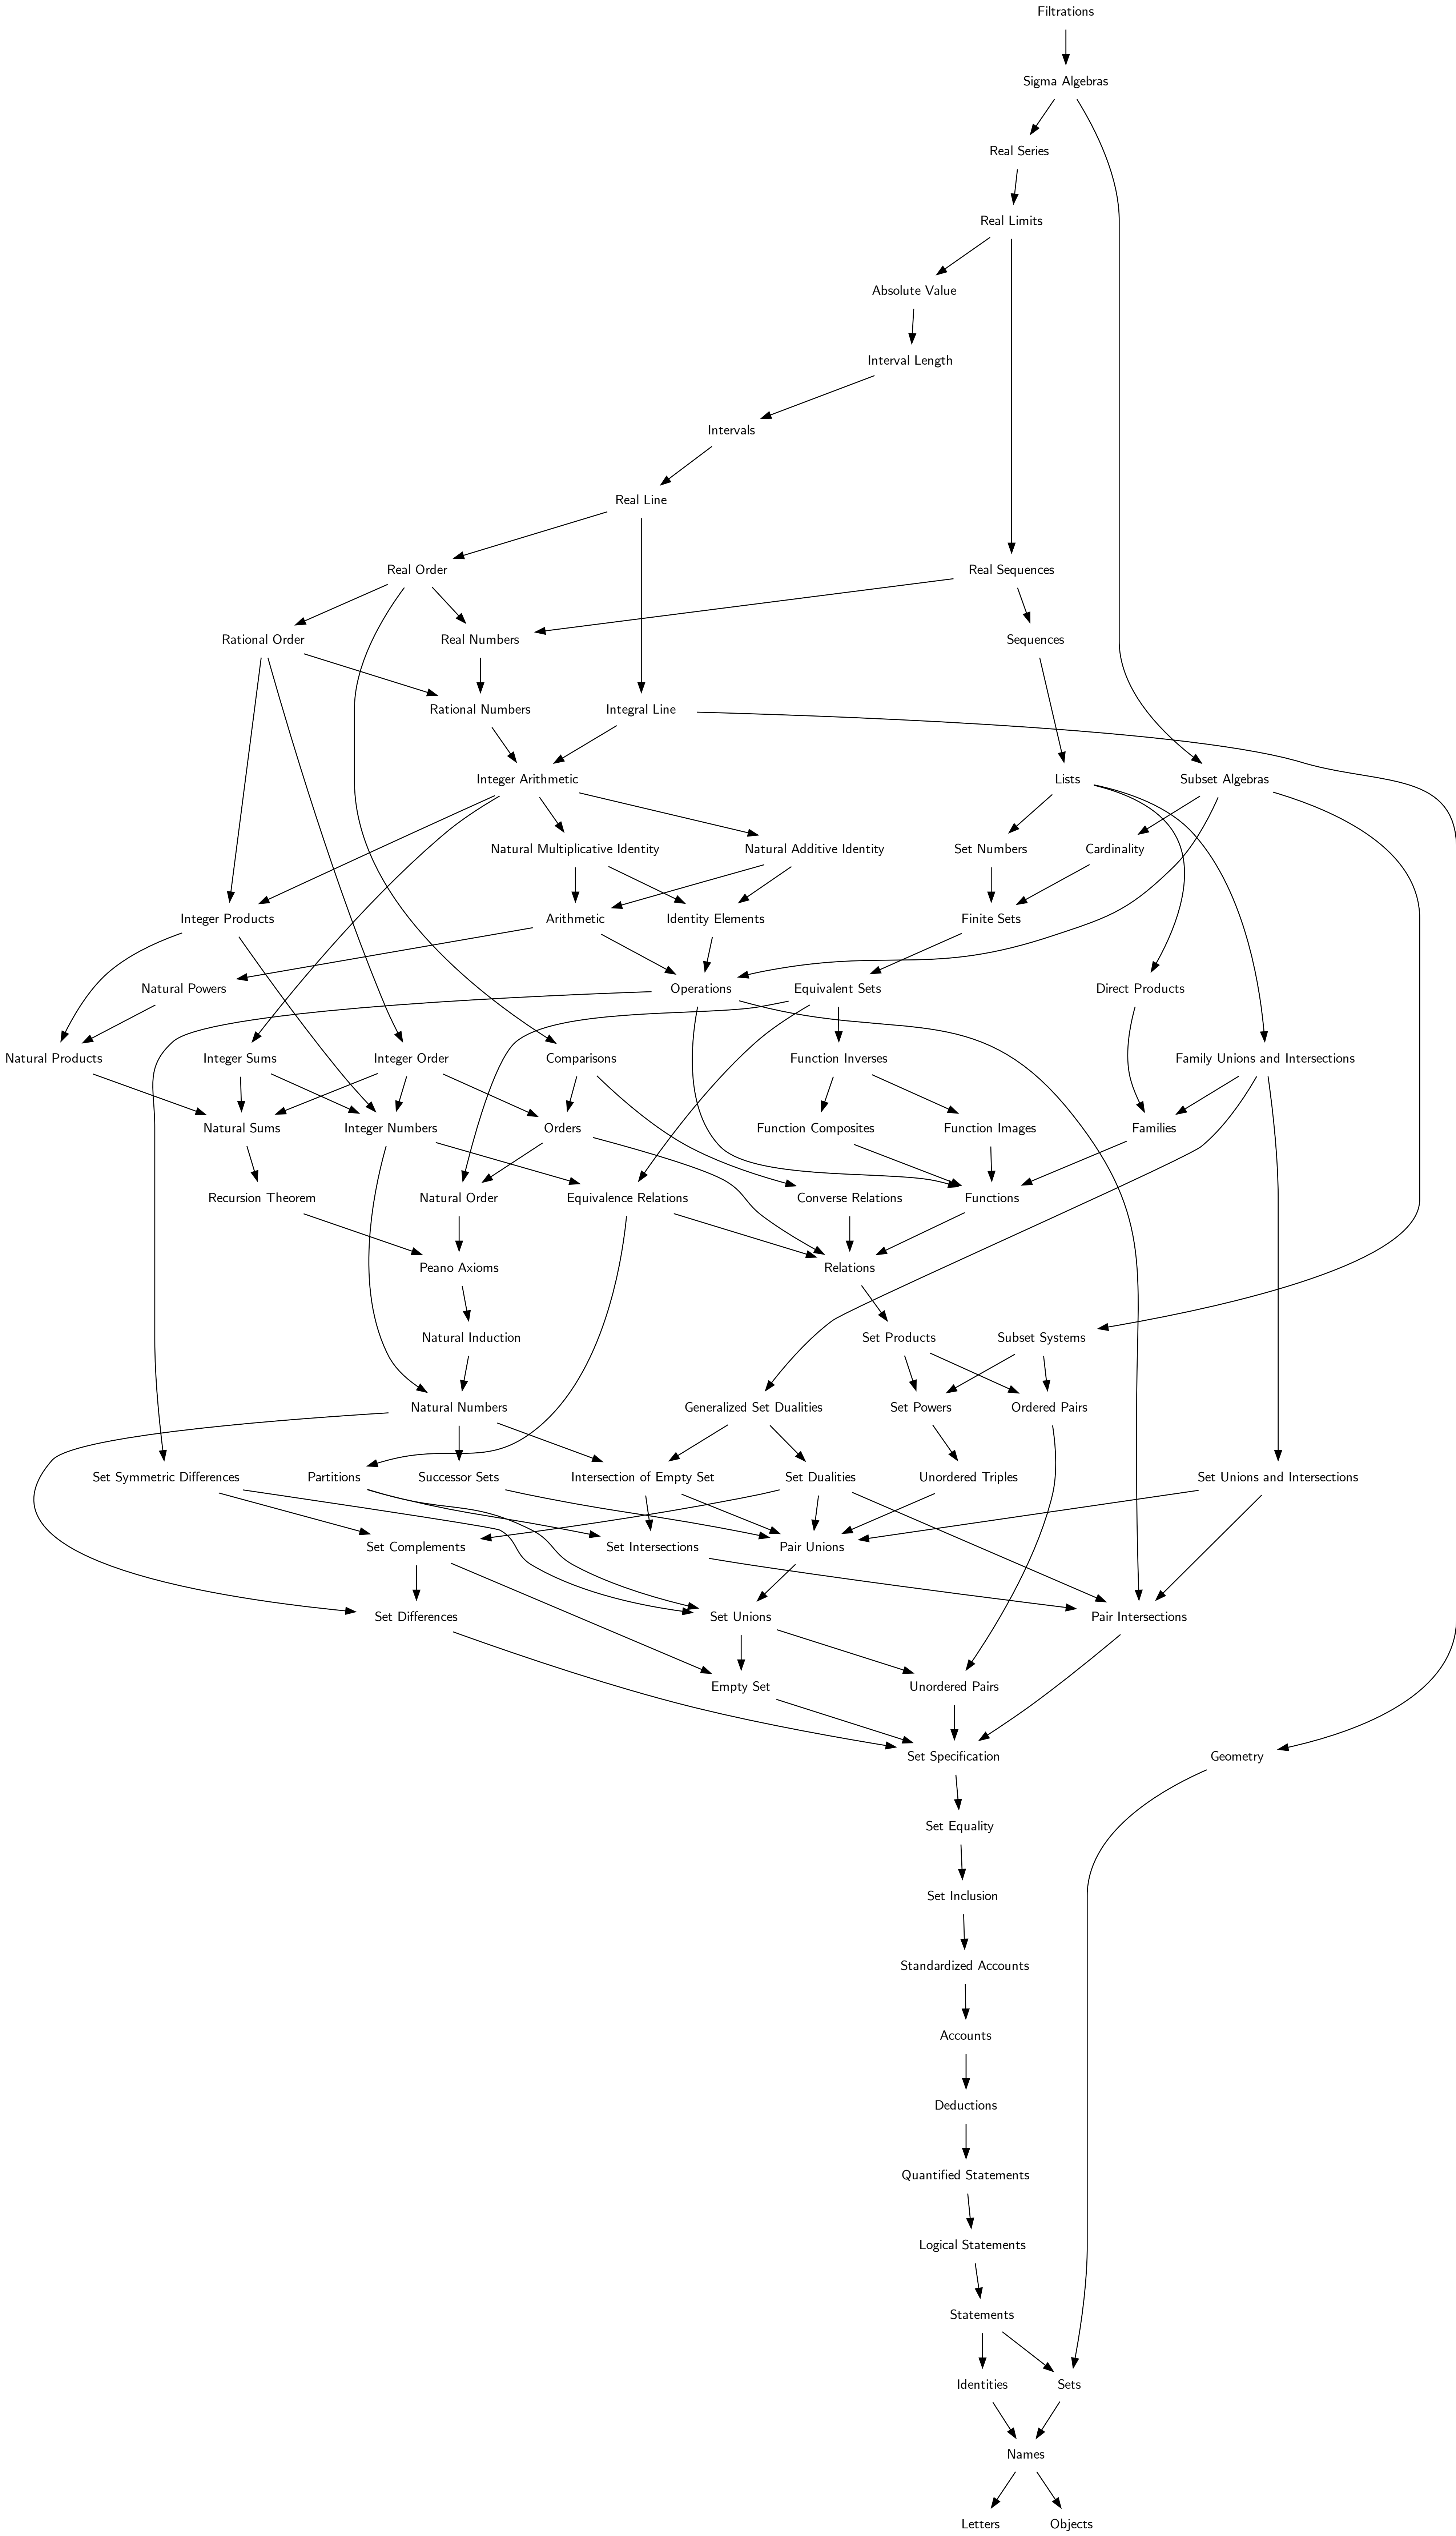 Filtrations
Sigma Algebras
Real Series
Real Limits
Absolute Value
Interval Length
Intervals
Real Line
Real Order
Real Sequences
Rational Order
Real Numbers
Sequences
Rational Numbers
Integral Line
Integer Arithmetic
Lists
Subset Algebras
Natural Multiplicative Identity
Natural Additive Identity
Set Numbers
Cardinality
Integer Products
Arithmetic
Identity Elements
Finite Sets
Natural Powers
Operations
Equivalent Sets
Direct Products
Natural Products
Integer Sums
Integer Order
Comparisons
Function Inverses
Family Unions and Intersections
Natural Sums
Integer Numbers
Orders
Function Composites
Function Images
Families
Recursion Theorem
Natural Order
Equivalence Relations
Converse Relations
Functions
Peano Axioms
Relations
Natural Induction
Set Products
Subset Systems
Natural Numbers
Generalized Set Dualities
Set Powers
Ordered Pairs
Set Symmetric Differences
Partitions
Successor Sets
Intersection of Empty Set
Set Dualities
Unordered Triples
Set Unions and Intersections
Set Complements
Set Intersections
Pair Unions
Set Differences
Set Unions
Pair Intersections
Empty Set
Unordered Pairs
Set Specification
Geometry
Set Equality
Set Inclusion
Standardized Accounts
Accounts
Deductions
Quantified Statements
Logical Statements
Statements
Identities
Sets
Names
Letters
Objects